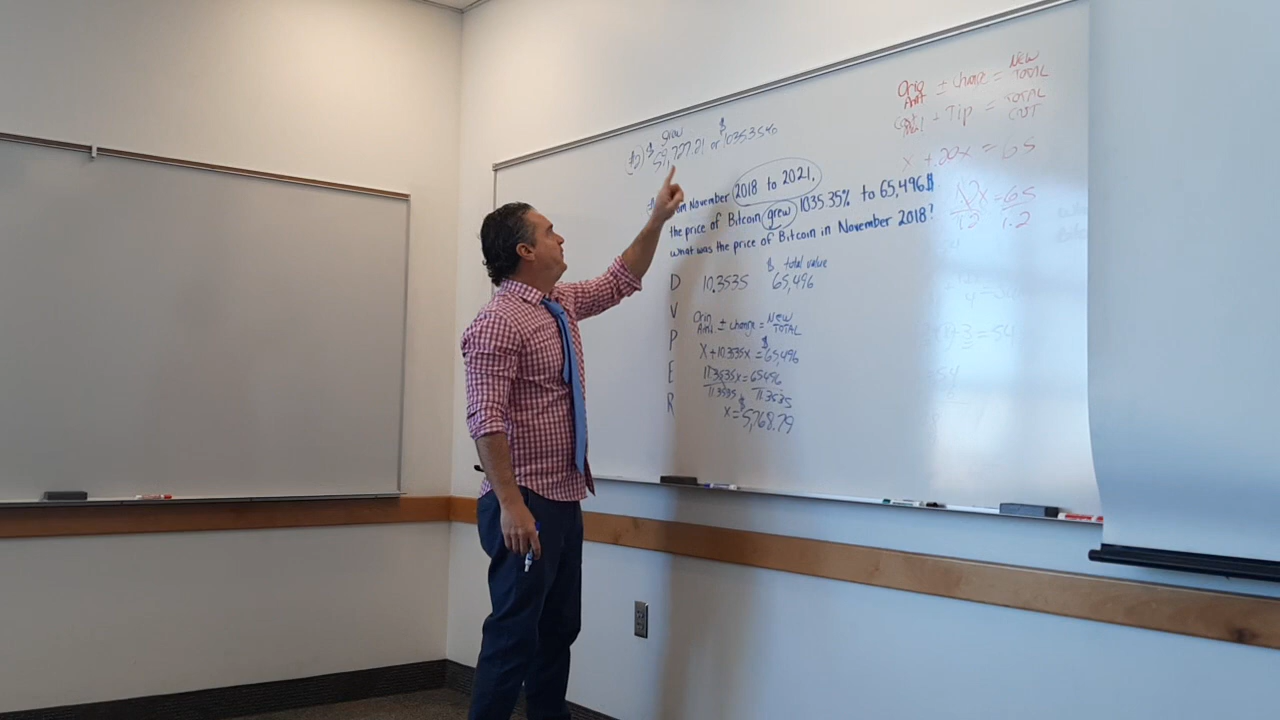 grew $
#2) $ 59,727.21 or 1035.35%
From November 2018 to 2021,
the price of Bitcoin grew 1035.35% to 65,496$
what was the price of Bitcoin in November 2018?
D 10.3535 $ 65,496 total value
V
P Orig Amt ± change = NEW TOTAL
X + 10.3535x = $65,496
E 11.3535x = 65496
11.3535 11.3535
R x = $5,768.79
Orig Amt ± change = NEW TOTAL
+ Tip = TOTAL COST
x + .20x = 65
1.2x = 65
1.2 1.2
= 54